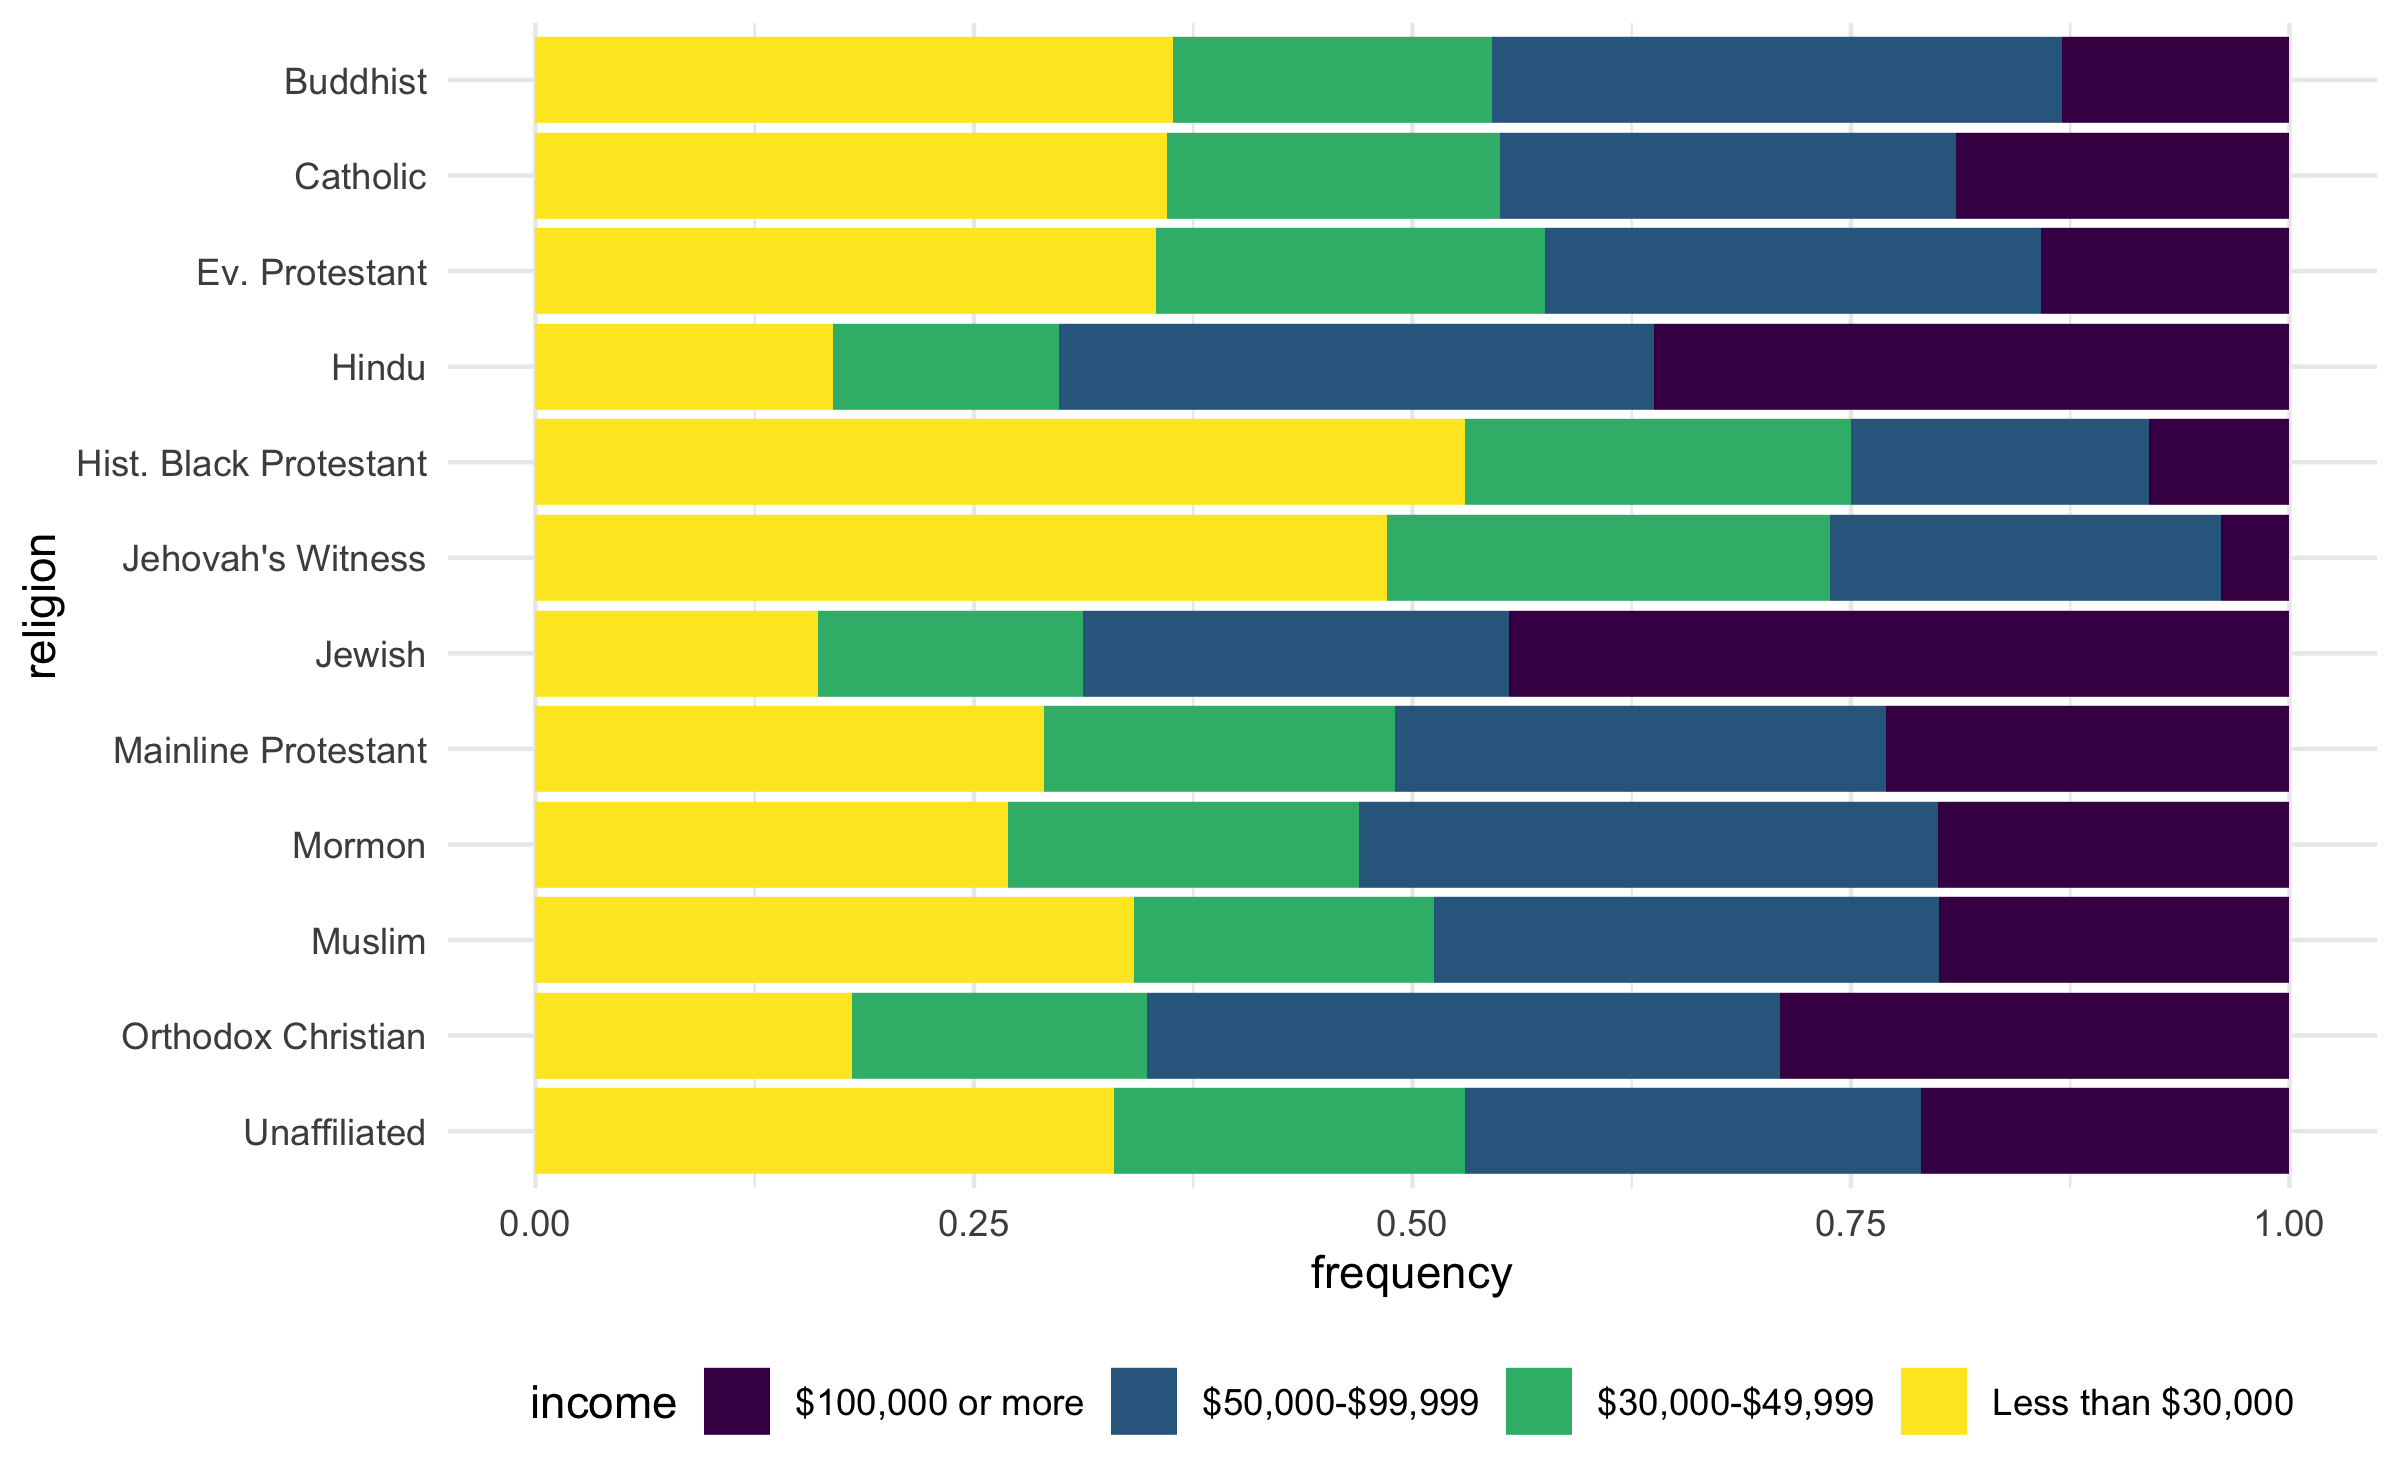 Buddhist
Catholic
Ev. Protestant
Hindu
Hist. Black Protestant
Jehovah's Witness
Jewish
Mainline Protestant
Mormon
Muslim
Orthodox Christian
Unaffiliated
religion
0.00 0.25 0.50 0.75 1.00
frequency
income $100,000 or more $50,000-$99,999 $30,000-$49,999 Less than $30,000